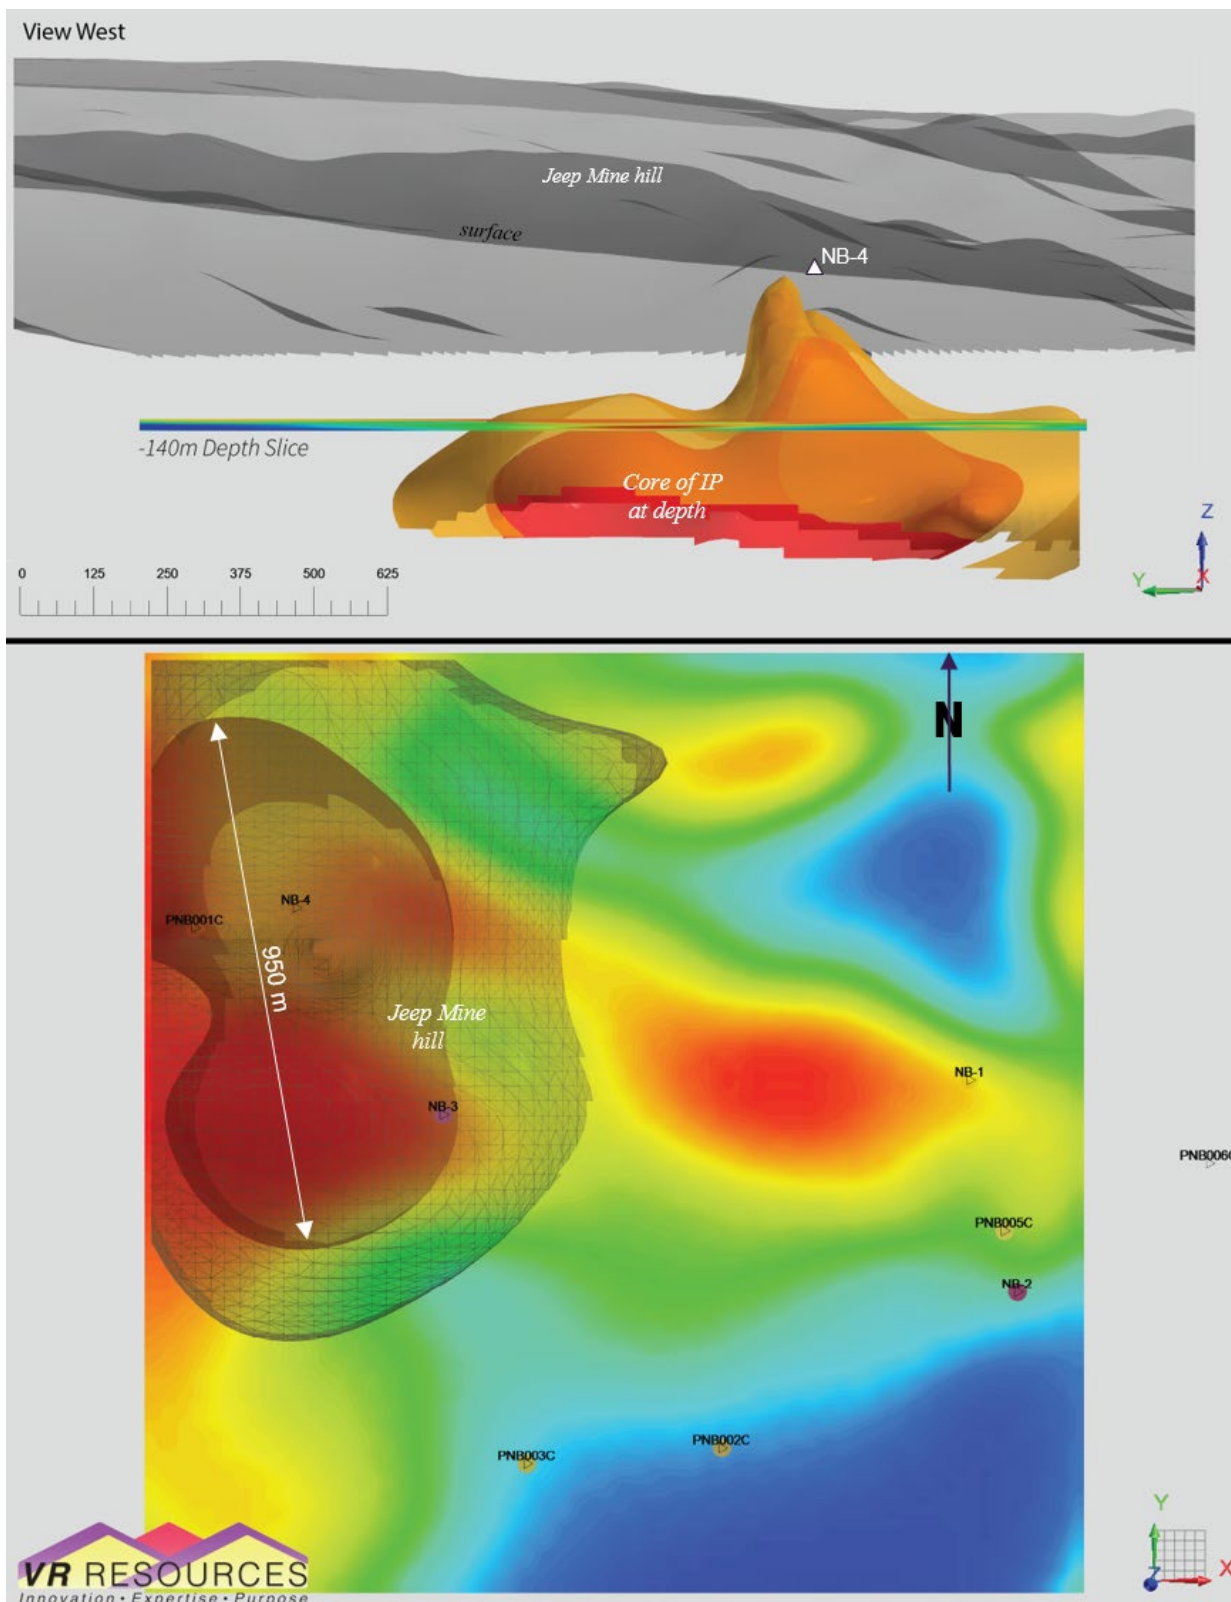 View West
Jeep Mine hill
surface
NB-4
-140m Depth Slice
Core of IP
at depth
Z
Y
X
0 125 250 375 500 625
N
NB-4
PNB001C
950 m
Jeep Mine
hill
NB-1
NB-3
PNB006C
PNB005C
NB-2
PNB002C
PNB003C
Y
Z
X
VR RESOURCES
Innovation • Expertise • Purpose